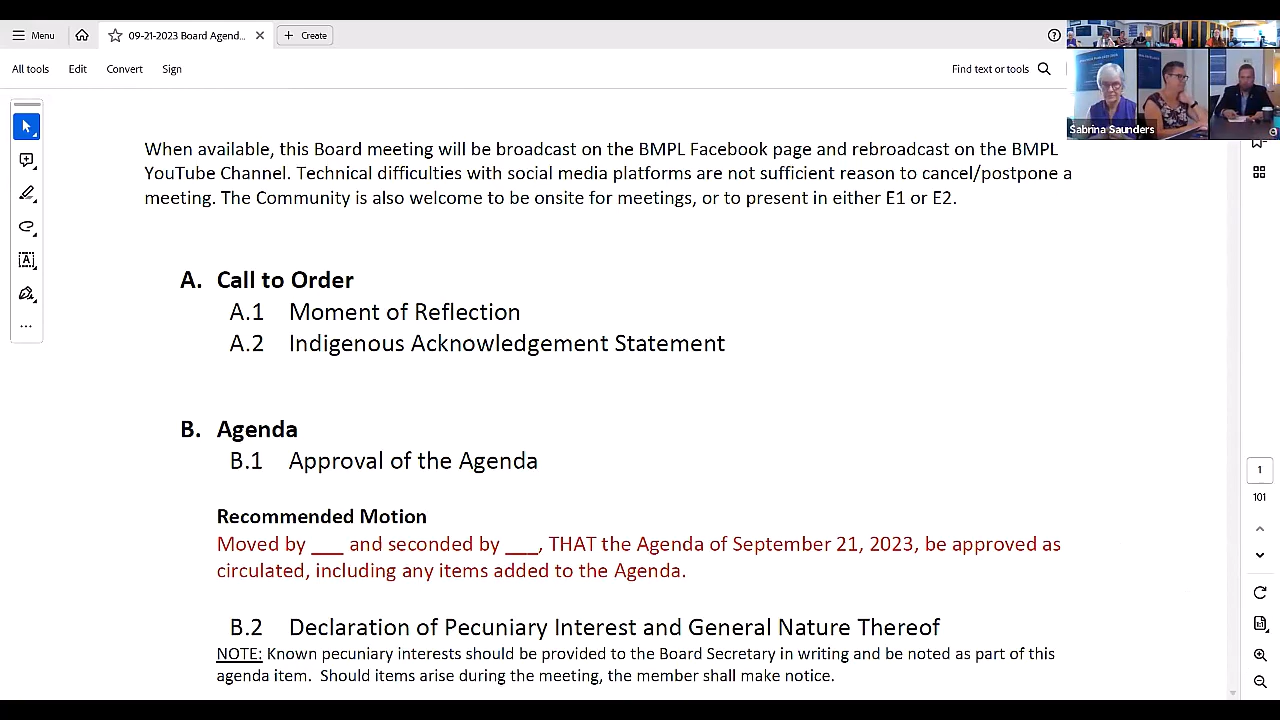 Menu
09-21-2023 Board Agend...
Create
All tools
Edit
Convert
Sign
Find text or tools
Sabrina Saunders
When available, this Board meeting will be broadcast on the BMPL Facebook page and rebroadcast on the BMPL
YouTube Channel. Technical difficulties with social media platforms are not sufficient reason to cancel/postpone a
meeting. The Community is also welcome to be onsite for meetings, or to present in either E1 or E2.
A. Call to Order
A.1 Moment of Reflection
A.2 Indigenous Acknowledgement Statement
B. Agenda
B.1 Approval of the Agenda
Recommended Motion
Moved by ___ and seconded by ___, THAT the Agenda of September 21, 2023, be approved as
circulated, including any items added to the Agenda.
B.2 Declaration of Pecuniary Interest and General Nature Thereof
NOTE: Known pecuniary interests should be provided to the Board Secretary in writing and be noted as part of this
agenda item. Should items arise during the meeting, the member shall make notice.
1
101